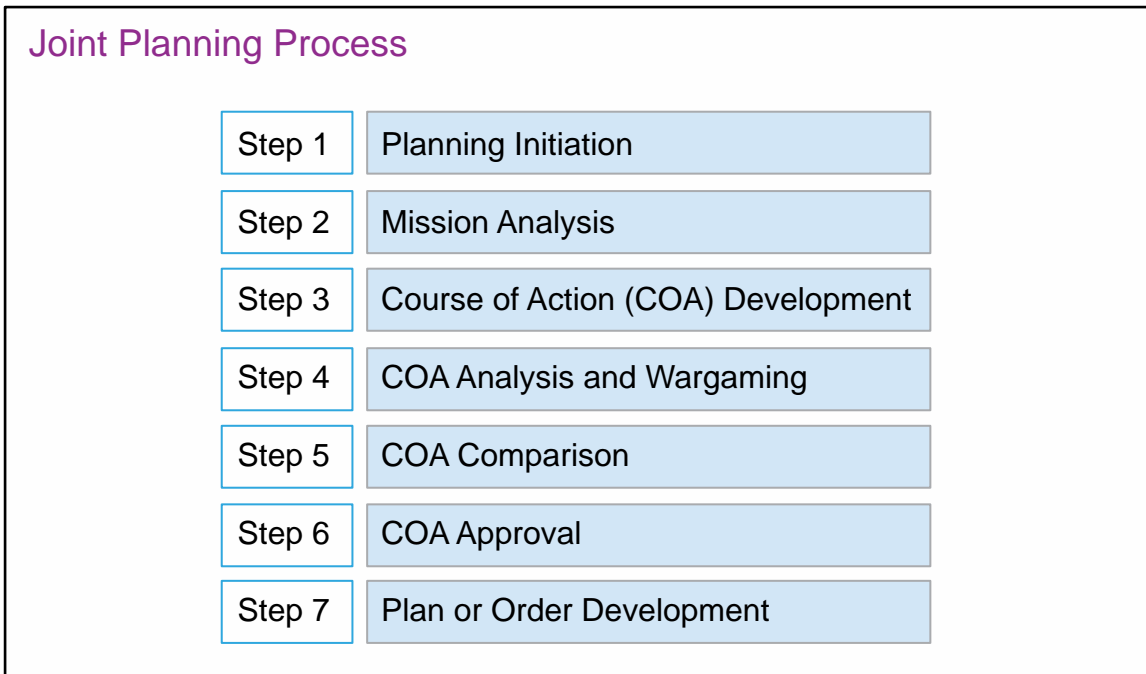 Joint Planning Process
Step 1 Planning Initiation
Step 2 Mission Analysis
Step 3 Course of Action (COA) Development
Step 4 COA Analysis and Wargaming
Step 5 COA Comparison
Step 6 COA Approval
Step 7 Plan or Order Development